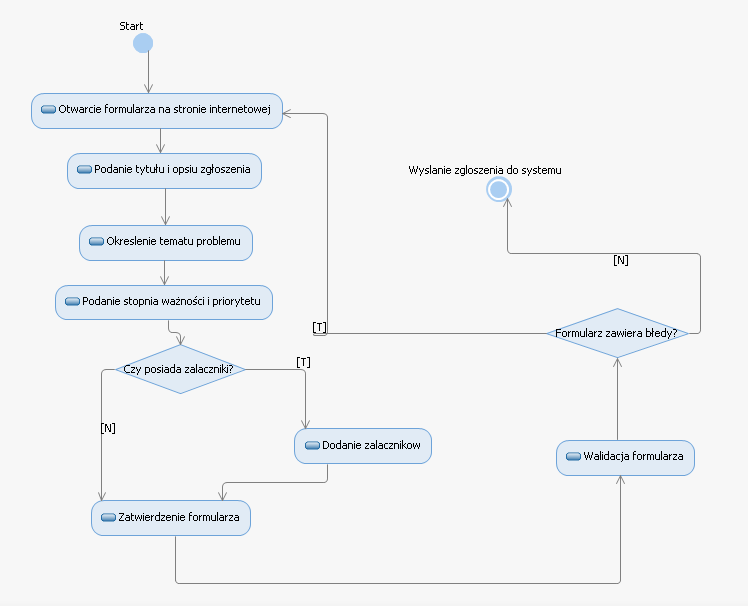 Start
Otwarcie formularza na stronie internetowej
Podanie tytułu i opsiu zgłoszenia
Wyslanie zgloszenia do systemu
Okreslenie tematu problemu
[N]
Podanie stopnia ważności i priorytetu
[T]
Formularz zawiera błedy?
Czy posiada zalaczniki?
[T]
[N]
Dodanie zalacznikow
Walidacja formularza
Zatwierdzenie formularza